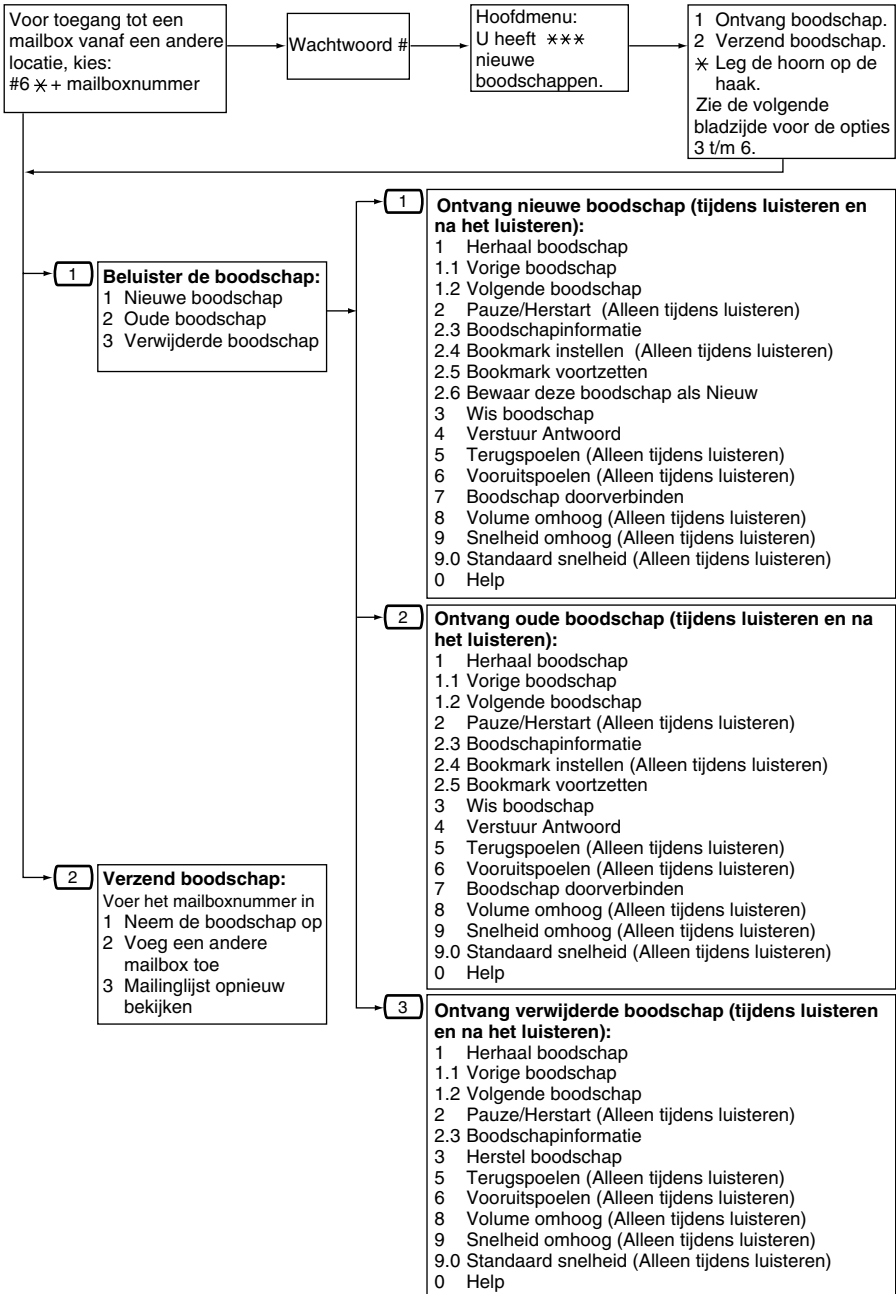 Voor toegang tot een
mailbox vanaf een andere
locatie, kies:
#6 ＊ + mailboxnummer
Wachtwoord #
Hoofdmenu:
U heeft ＊＊＊
nieuwe
boodschappen.
1 Ontvang boodschap.
2 Verzend boodschap.
＊ Leg de hoorn op de
haak.
Zie de volgende
bladzijde voor de opties
3 t/m 6.
1
Beluister de boodschap:
1 Nieuwe boodschap
2 Oude boodschap
3 Verwijderde boodschap
1
Ontvang nieuwe boodschap (tijdens luisteren en
na het luisteren):
1 Herhaal boodschap
1.1 Vorige boodschap
1.2 Volgende boodschap
2 Pauze/Herstart (Alleen tijdens luisteren)
2.3 Boodschapinformatie
2.4 Bookmark instellen (Alleen tijdens luisteren)
2.5 Bookmark voortzetten
2.6 Bewaar deze boodschap als Nieuw
3 Wis boodschap
4 Verstuur Antwoord
5 Terugspoelen (Alleen tijdens luisteren)
6 Vooruitspoelen (Alleen tijdens luisteren)
7 Boodschap doorverbinden
8 Volume omhoog (Alleen tijdens luisteren)
9 Snelheid omhoog (Alleen tijdens luisteren)
9.0 Standaard snelheid (Alleen tijdens luisteren)
0 Help
2
Ontvang oude boodschap (tijdens luisteren en na
het luisteren):
1 Herhaal boodschap
1.1 Vorige boodschap
1.2 Volgende boodschap
2 Pauze/Herstart (Alleen tijdens luisteren)
2.3 Boodschapinformatie
2.4 Bookmark instellen (Alleen tijdens luisteren)
2.5 Bookmark voortzetten
3 Wis boodschap
4 Verstuur Antwoord
5 Terugspoelen (Alleen tijdens luisteren)
6 Vooruitspoelen (Alleen tijdens luisteren)
7 Boodschap doorverbinden
8 Volume omhoog (Alleen tijdens luisteren)
9 Snelheid omhoog (Alleen tijdens luisteren)
9.0 Standaard snelheid (Alleen tijdens luisteren)
0 Help
2
Verzend boodschap:
Voer het mailboxnummer in
1 Neem de boodschap op
2 Voeg een andere
mailbox toe
3 Mailinglijst opnieuw
bekijken
3
Ontvang verwijderde boodschap (tijdens luisteren
en na het luisteren):
1 Herhaal boodschap
1.1 Vorige boodschap
1.2 Volgende boodschap
2 Pauze/Herstart (Alleen tijdens luisteren)
2.3 Boodschapinformatie
3 Herstel boodschap
5 Terugspoelen (Alleen tijdens luisteren)
6 Vooruitspoelen (Alleen tijdens luisteren)
8 Volume omhoog (Alleen tijdens luisteren)
9 Snelheid omhoog (Alleen tijdens luisteren)
9.0 Standaard snelheid (Alleen tijdens luisteren)
0 Help